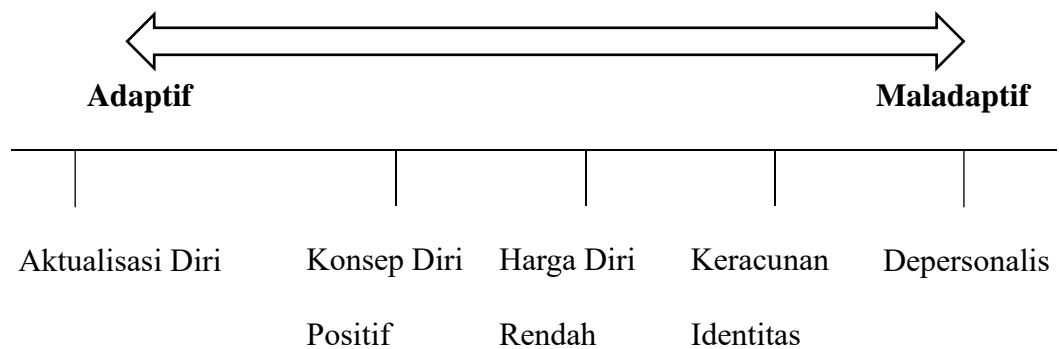 Adaptif Maladaptif
Aktualisasi Diri Konsep Diri Harga Diri Keracunan Depersonalis
Positif Rendah Identitas